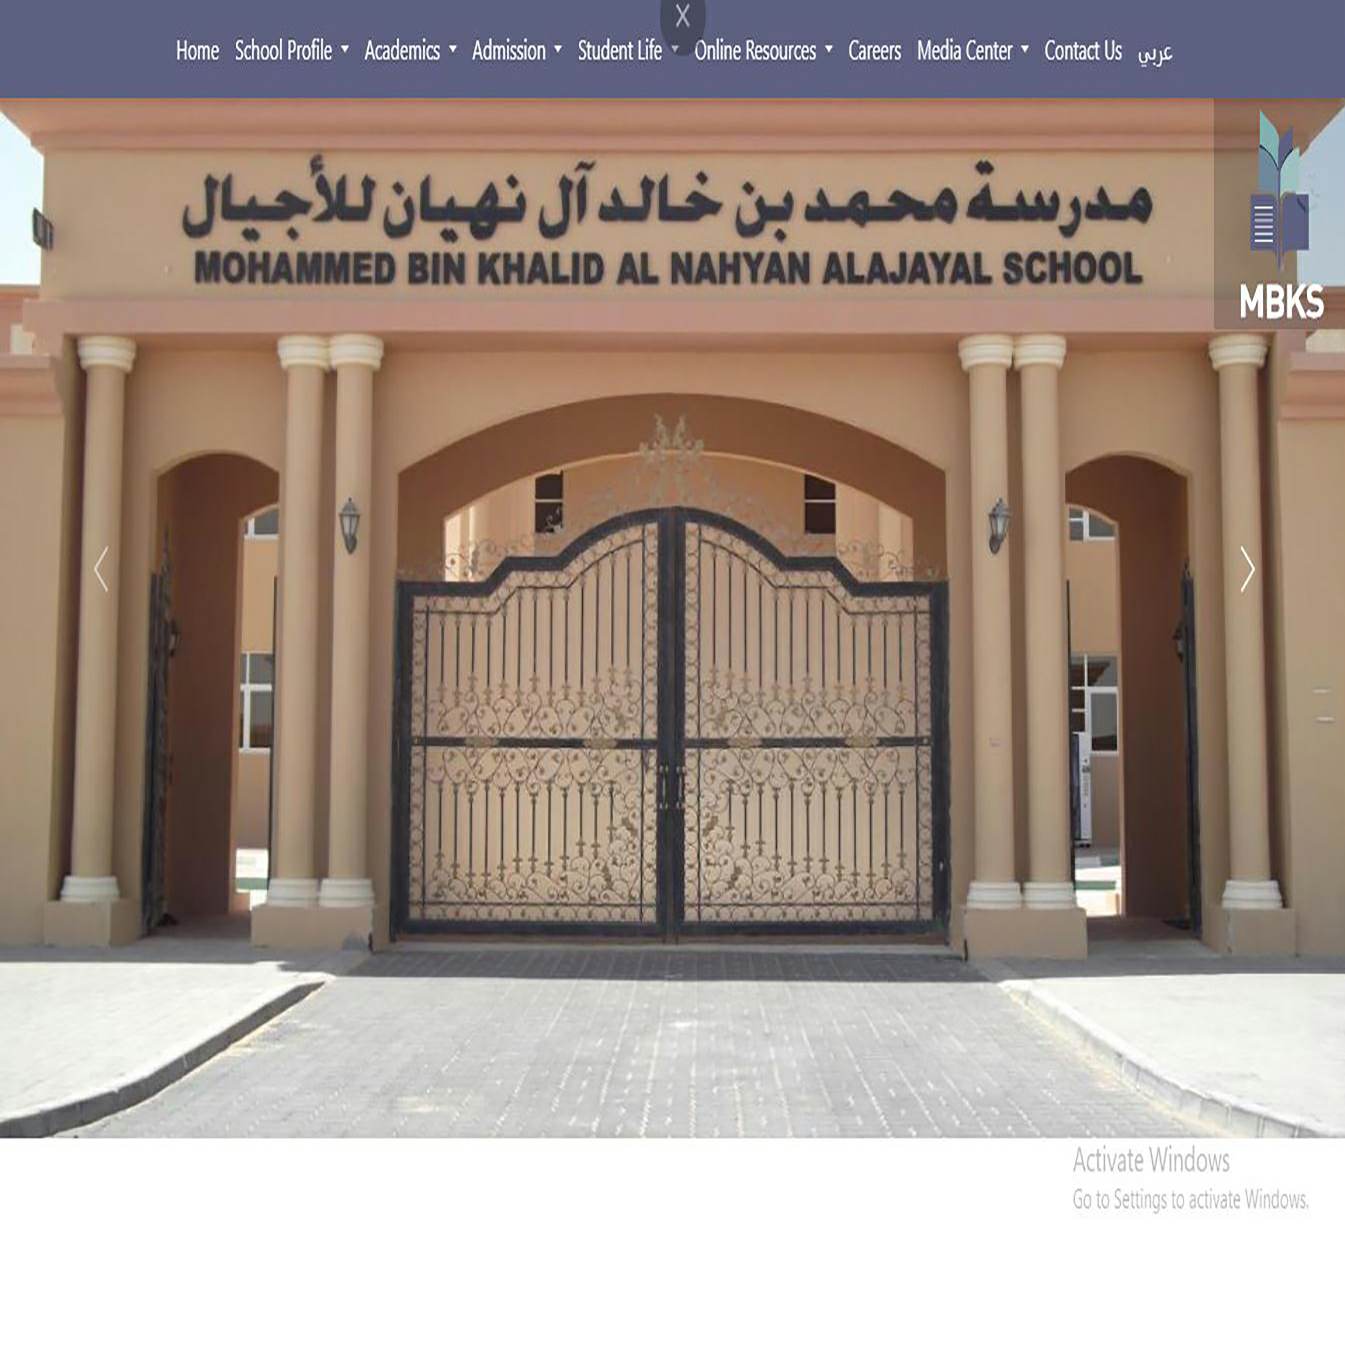 X
Home School Profile Academics Admission Student Life Online Resources Careers Media Center Contact Us عربي
مدرسة محمد بن خالد آل نهيان للأجيال
MOHAMMED BIN KHALID AL NAHYAN ALAJAYAL SCHOOL
MBKS
Activate Windows
Go to Settings to activate Windows.